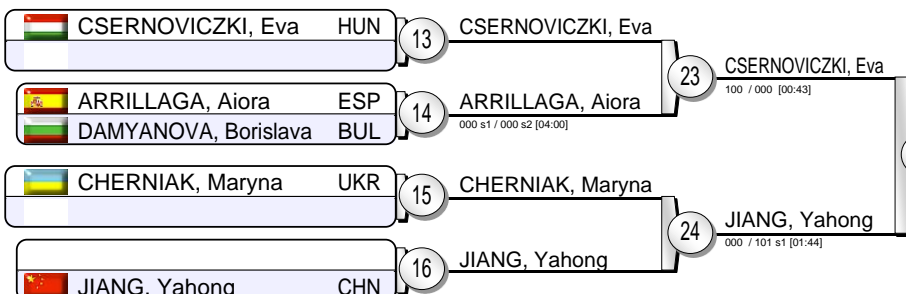 CSERNOVICZKI, Eva HUN
13
CSERNOVICZKI, Eva
23
CSERNOVICZKI, Eva
100 / 000 [00:43]
ARRILLAGA, Aiora ESP
DAMYANOVA, Borislava BUL
14
ARRILLAGA, Aiora
000 s1 / 000 s2 [04:00]
CHERNIAK, Maryna UKR
15
CHERNIAK, Maryna
24
JIANG, Yahong
000 / 101 s1 [01:44]
16
JIANG, Yahong
JIANG, Yahong CHN